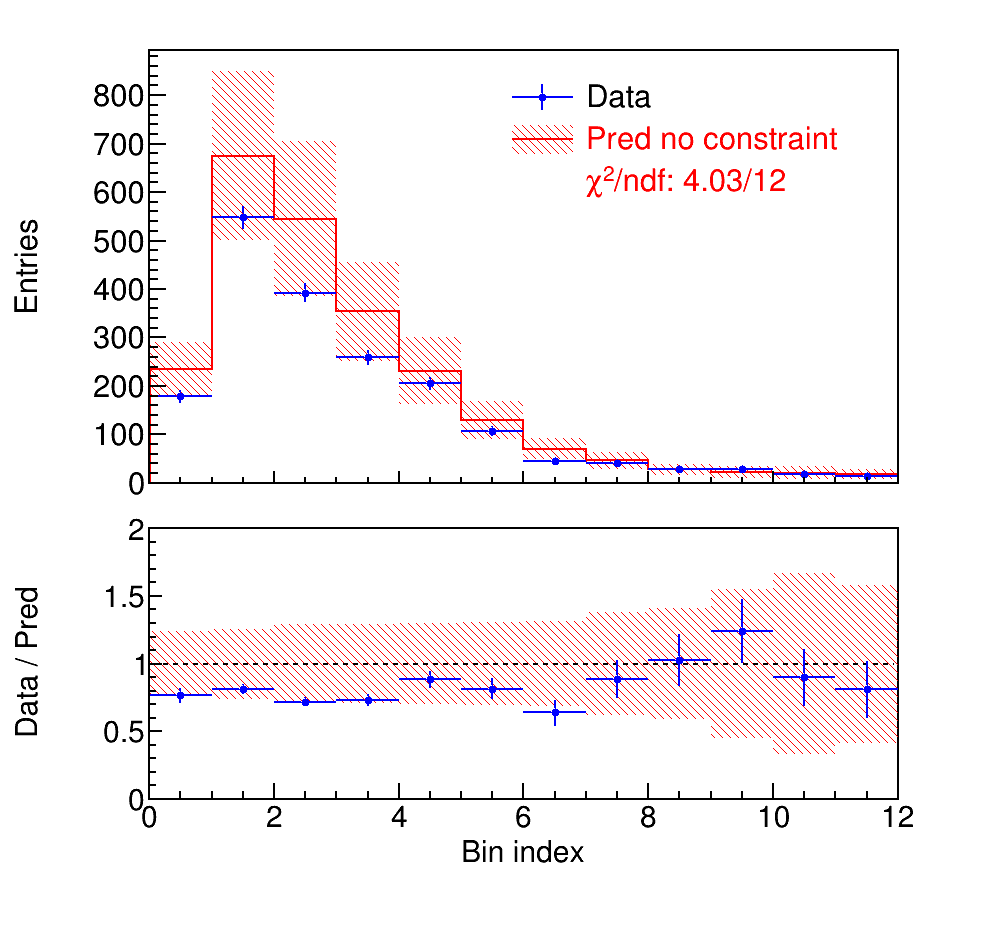 Entries
800
700
600
500
400
300
200
100
0
Data
Pred no constraint
χ²/ndf: 4.03/12
Data / Pred
2
1.5
1
0.5
0
0 2 4 6 8 10 12
Bin index